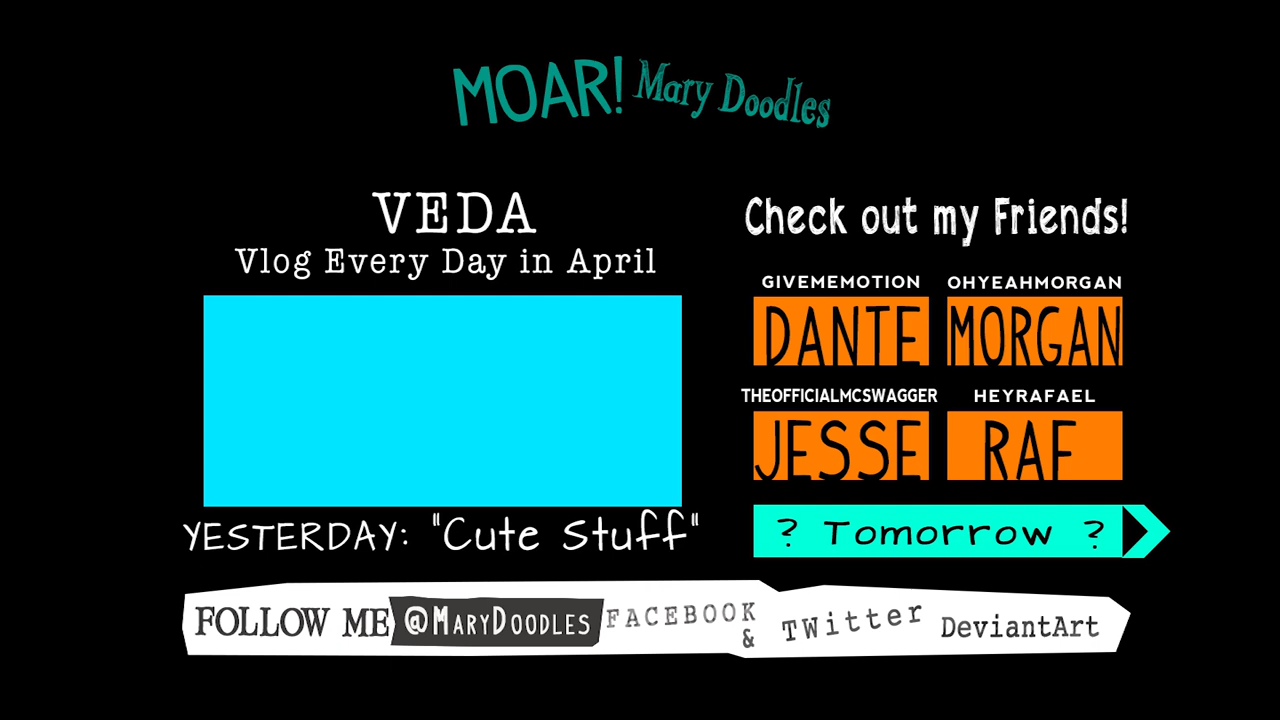 MOAR! Mary Doodles
VEDA
Vlog Every Day in April
YESTERDAY: "Cute Stuff"
Check out my Friends!
GIVEMEMOTION
DANTE
OHYEAHMORGAN
MORGAN
THEOFFICIALMCSWAGGER
JESSE
HEYRAFAEL
RAF
? Tomorrow ?
FOLLOW ME @MARYDOODLES FACEBOOK & TWitter DeviantArt